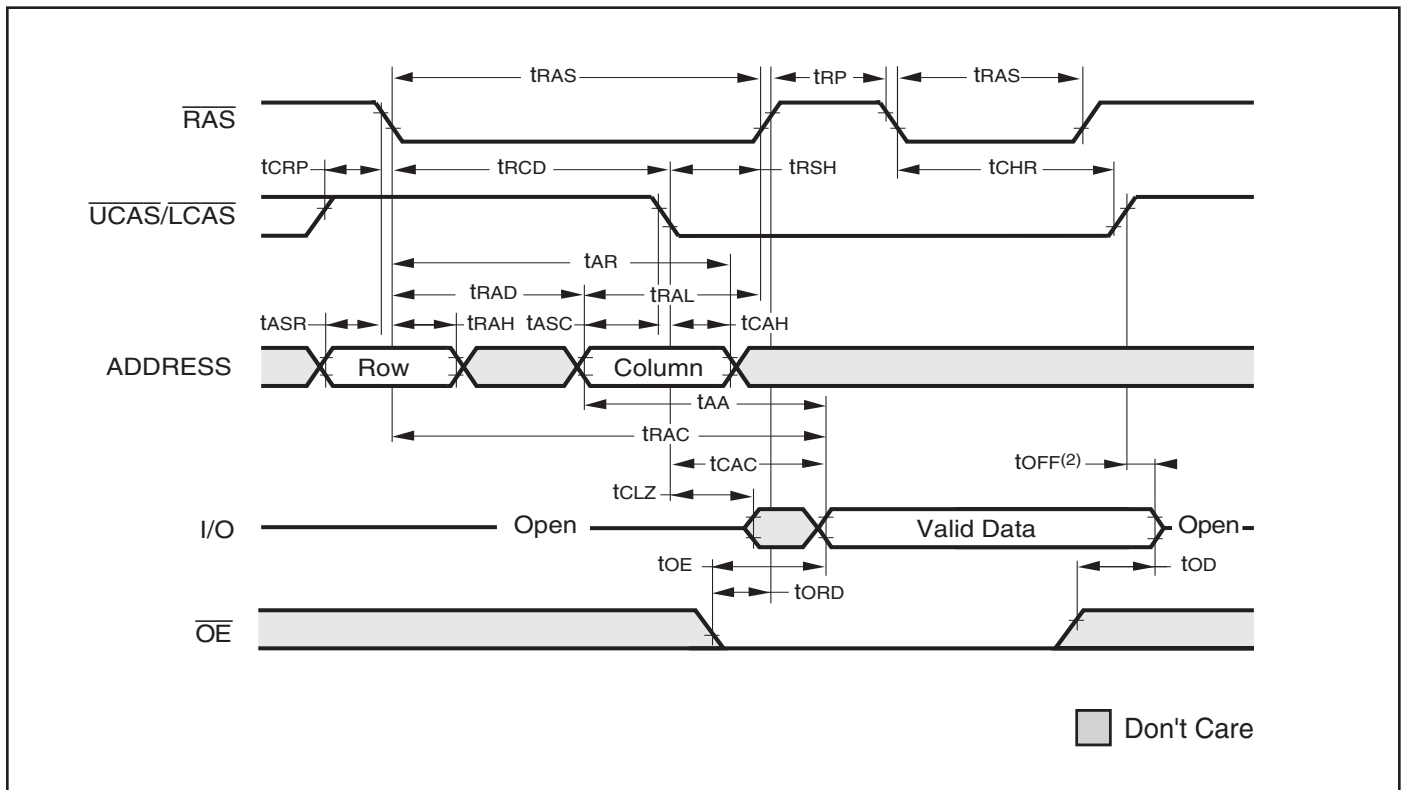 tRAS tRP tRAS
RAS
tCRP tRCD tRSH tCHR
UCAS/LCAS
tAR
tRAD tRAL
tASR tRAH tASC tCAH
ADDRESS Row Column
tAA
tRAC
tCAC tOFF(2)
tCLZ
I/O Open Valid Data Open
tOE tOD
tORD
OE
Don't Care